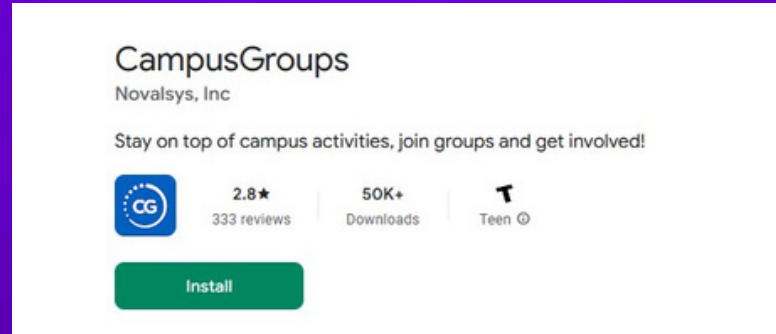 CampusGroups
Novalsys, Inc
Stay on top of campus activities, join groups and get involved!
CG
2.8★ 50K+ T
333 reviews Downloads Teen
Install